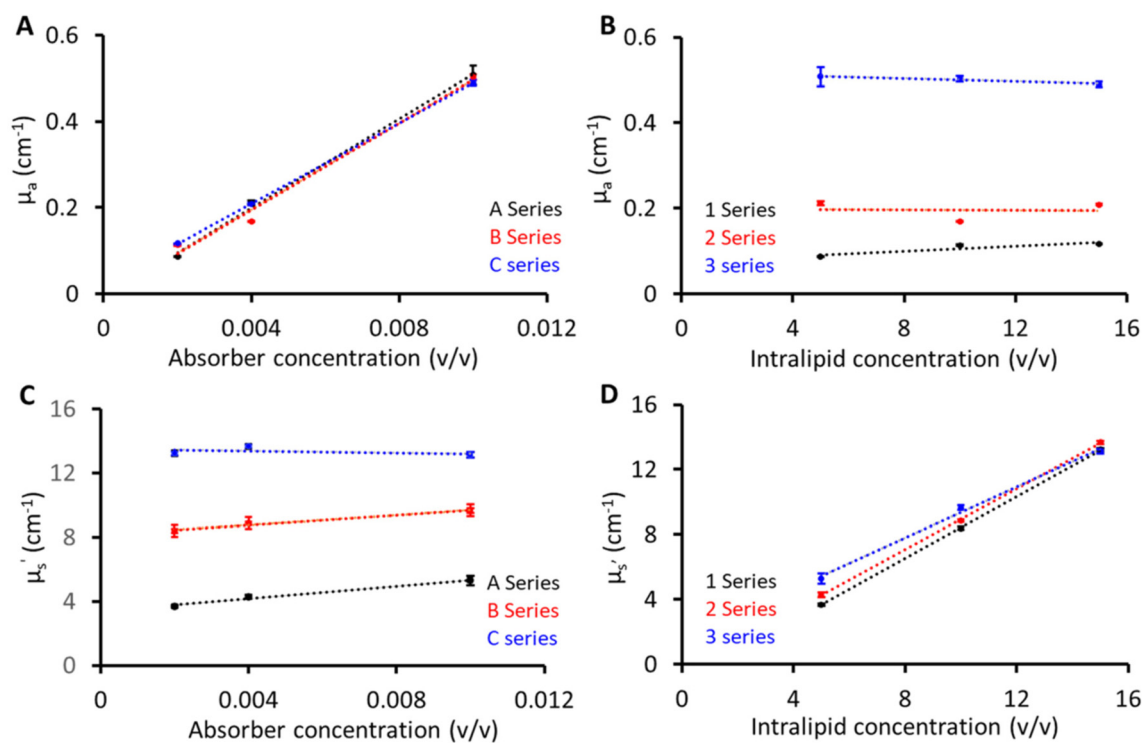 A
B
0.6
0.4
0.2
0
μa (cm-1)
A Series
B Series
C series
0
0.004
0.008
0.012
Absorber concentration (v/v)
0.6
0.4
0.2
0
μa (cm-1)
1 Series
2 Series
3 series
0
4
8
12
16
Intralipid concentration (v/v)
C
D
16
12
8
4
0
μs' (cm-1)
A Series
B Series
C series
0
0.004
0.008
0.012
Absorber concentration (v/v)
16
12
8
4
0
μs' (cm-1)
1 Series
2 Series
3 series
0
4
8
12
16
Intralipid concentration (v/v)